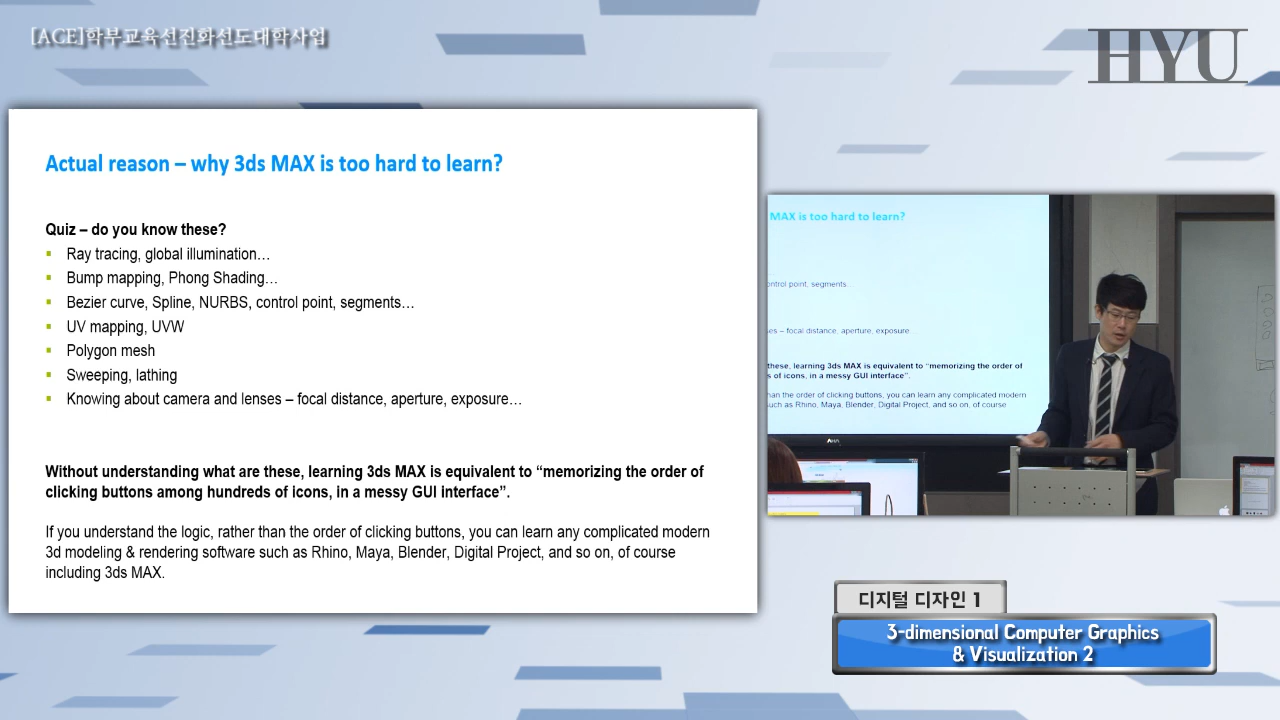 [ACE]학부교육선진화선도대학사업
HYU
Actual reason – why 3ds MAX is too hard to learn?
Quiz – do you know these?
Ray tracing, global illumination…
Bump mapping, Phong Shading…
Bezier curve, Spline, NURBS, control point, segments…
UV mapping, UVW
Polygon mesh
Sweeping, lathing
Knowing about camera and lenses – focal distance, aperture, exposure…
Without understanding what are these, learning 3ds MAX is equivalent to “memorizing the order of
clicking buttons among hundreds of icons, in a messy GUI interface”.
If you understand the logic, rather than the order of clicking buttons, you can learn any complicated modern
3d modeling & rendering software such as Rhino, Maya, Blender, Digital Project, and so on, of course
including 3ds MAX.
MAX is too hard to learn?
ontrol point, segments…
es – focal distance, aperture, exposure…
these, learning 3ds MAX is equivalent to “memorizing the order of
s of icons, in a messy GUI interface”.
han the order of clicking buttons, you can learn any complicated modern
such as Rhino, Maya, Blender, Digital Project, and so on, of course
디지털 디자인 1
3-dimensional Computer Graphics
& Visualization 2